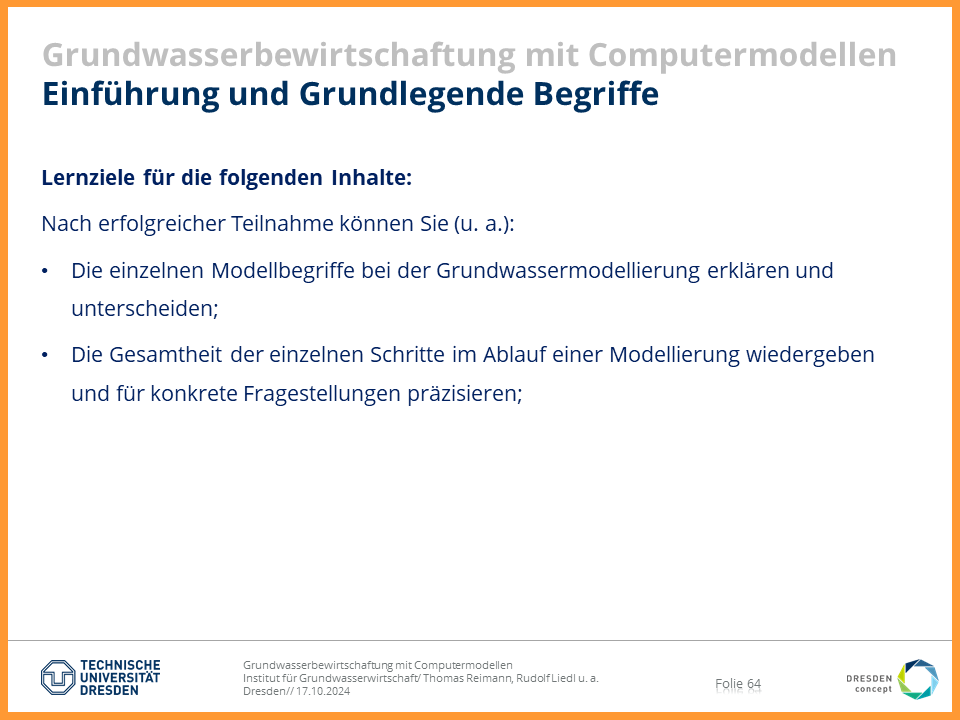 Grundwasserbewirtschaftung mit Computermodellen
Einführung und Grundlegende Begriffe
Lernziele für die folgenden Inhalte:
Nach erfolgreicher Teilnahme können Sie (u. a.):
• Die einzelnen Modellbegriffe bei der Grundwassermodellierung erklären und
unterscheiden;
• Die Gesamtheit der einzelnen Schritte im Ablauf einer Modellierung wiedergeben
und für konkrete Fragestellungen präzisieren;
TECHNISCHE
UNIVERSITÄT
DRESDEN
Grundwasserbewirtschaftung mit Computermodellen
Institut für Grundwasserwirtschaft/ Thomas Reimann, Rudolf Liedl u. a.
Dresden// 17.10.2024
Folie 64
DRESDEN
concept